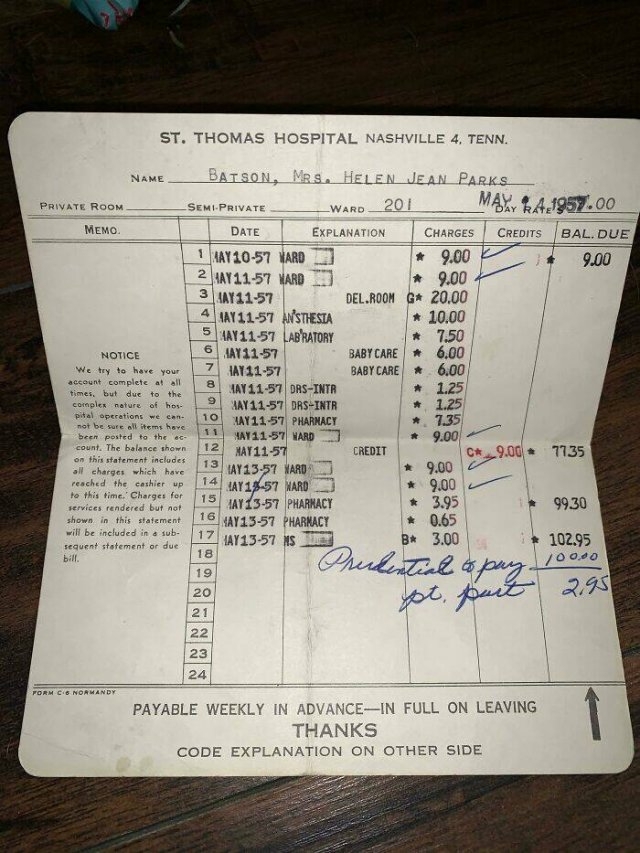 ST. THOMAS HOSPITAL NASHVILLE 4, TENN.
NAME BATSON, MRS. HELEN JEAN PARKS
PRIVATE ROOM SEMI-PRIVATE WARD 201 MAY 1957 DAY RATE $ .00
MEMO. DATE EXPLANATION CHARGES CREDITS BAL. DUE
1 MAY10-57 WARD * 9.00 * 9.00
2 MAY11-57 WARD * 9.00
3 MAY11-57 DEL.ROOM G* 20.00
4 MAY11-57 AN'STHESIA * 10.00
5 MAY11-57 LAB'RATORY * 7.50
6 MAY11-57 BABY CARE * 6.00
7 MAY11-57 BABY CARE * 6.00
8 MAY11-57 DRS-INTR * 1.25
9 MAY11-57 DRS-INTR * 1.25
10 MAY11-57 PHARMACY * 7.35
11 MAY11-57 WARD * 9.00
12 MAY11-57 CREDIT C* 9.00 * 77.35
13 MAY13-57 WARD * 9.00
14 MAY13-57 WARD * 9.00
15 MAY13-57 PHARMACY * 3.95 * 99.30
16 MAY13-57 PHARMACY * 0.65
17 MAY13-57 MS B* 3.00 * 102.95
18 Prudential to pay 100.00
19 pt. part 2.95
20
21
22
23
24
NOTICE
We try to have your
account complete at all
times, but due to the
complex nature of hos-
pital operations we can-
not be sure all items have
been posted to the ac-
count. The balance shown
on this statement includes
all charges which have
reached the cashier up
to this time. Charges for
services rendered but not
shown in this statement
will be included in a sub-
sequent statement or due
bill.
FORM C-6 NORMANDY
PAYABLE WEEKLY IN ADVANCE—IN FULL ON LEAVING
THANKS
CODE EXPLANATION ON OTHER SIDE